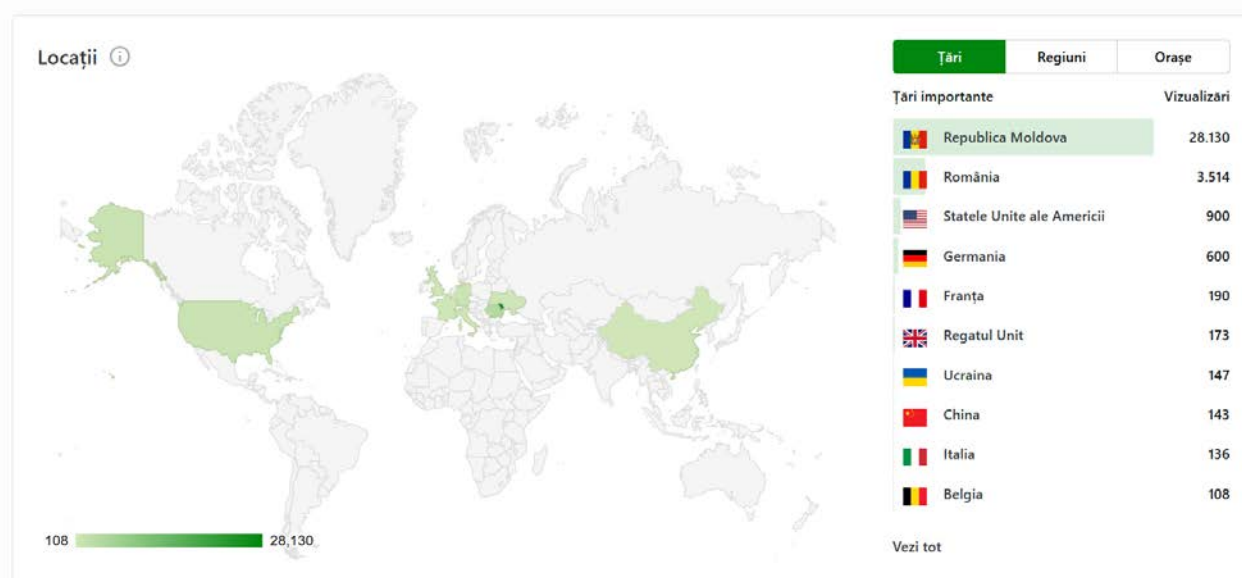 Locații
Țări Regiuni Orașe
Țări importante Vizualizări
Republica Moldova 28.130
România 3.514
Statele Unite ale Americii 900
Germania 600
Franța 190
Regatul Unit 173
Ucraina 147
China 143
Italia 136
Belgia 108
108 28,130
Vezi tot